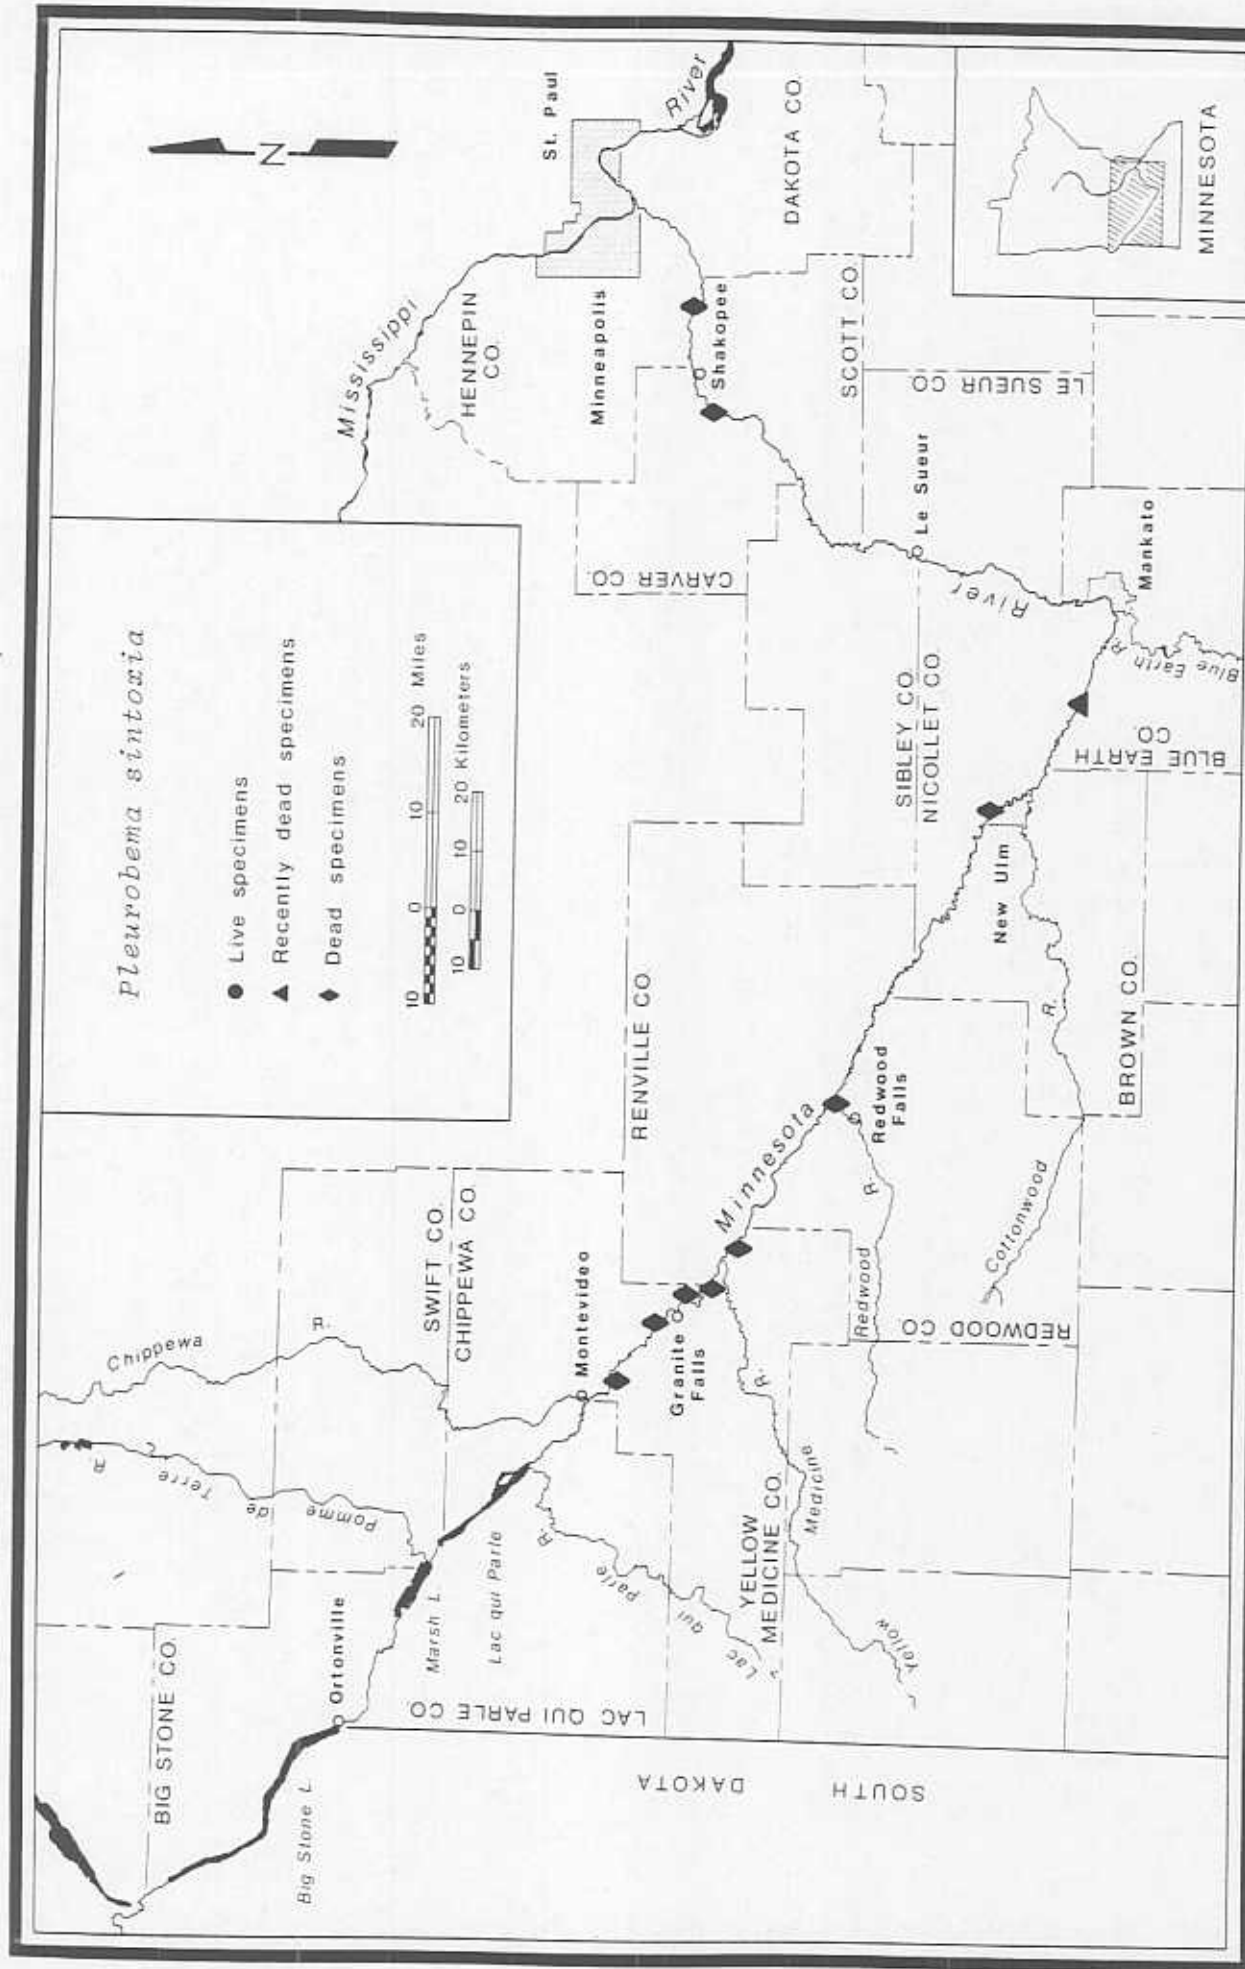 Pleurobema sintoxia
Live specimens
Recently dead specimens
Dead specimens
10 0 10 20 Miles
10 0 10 20 Kilometers
N
MINNESOTA
BIG STONE CO.
Big Stone L
Ortonville
Marsh L
Lac qui Parle
LAC QUI PARLE CO
SOUTH
DAKOTA
Pomme de Terre R.
Chippewa R.
SWIFT CO.
CHIPPEWA CO.
Montevideo
Lac qui parle R.
YELLOW
MEDICINE CO.
Yellow Medicine R.
Granite
Falls
Minnesota River
RENVILLE CO
Redwood
Falls
Redwood R.
REDWOOD CO
Cottonwood R.
BROWN CO.
New Ulm
SIBLEY CO.
NICOLLET CO.
BLUE EARTH
CO
Blue Earth R.
Mankato
Le Sueur
LE SUEUR CO
SCOTT CO.
CARVER CO.
Shakopee
HENNEPIN
CO.
Minneapolis
St. Paul
Mississippi River
DAKOTA CO.